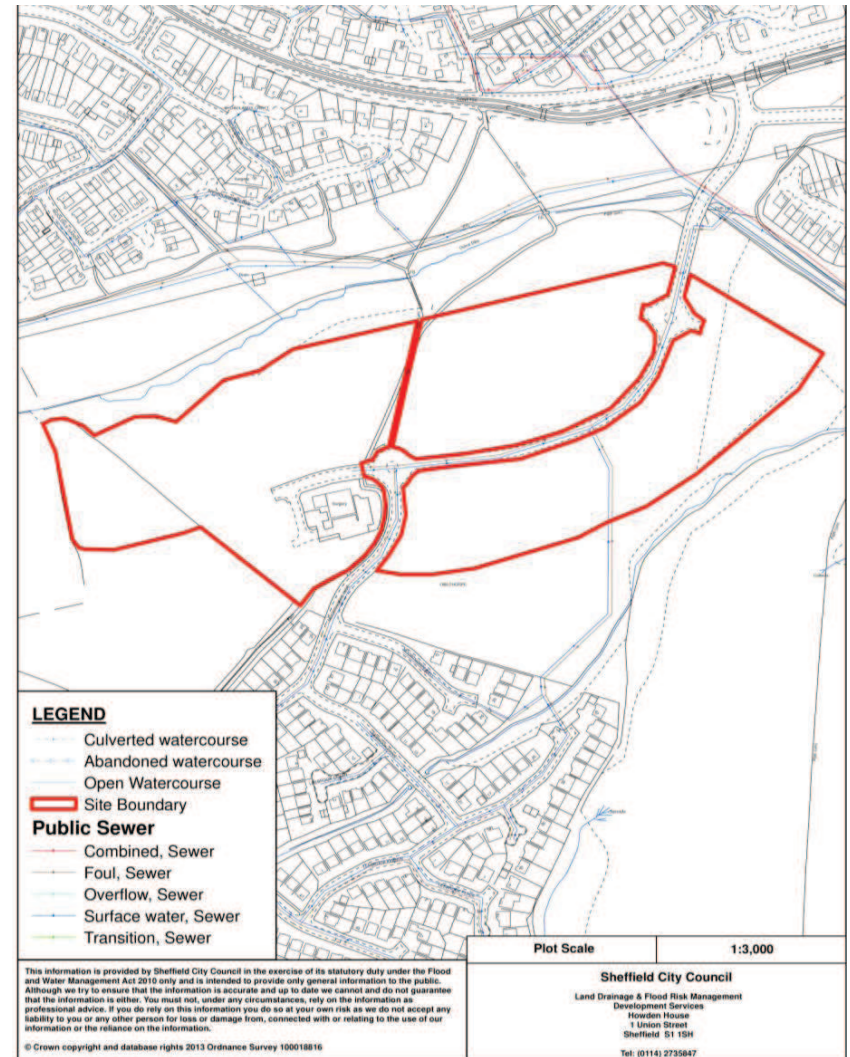 Surgery
LEGEND
Culverted watercourse
Abandoned watercourse
Open Watercourse
Site Boundary
Public Sewer
Combined, Sewer
Foul, Sewer
Overflow, Sewer
Surface water, Sewer
Transition, Sewer
Plot Scale
1:3,000
This information is provided by Sheffield City Council in the exercise of its statutory duty under the Flood
and Water Management Act 2010 only and is intended to provide only general information to the public.
Although we try to ensure that the information is accurate and up to date we cannot and do not guarantee
that the information is either. You must not, under any circumstances, rely on the information as
professional advice. If you do rely on this information you do so at your own risk as we do not accept any
liability to you or any other person for loss or damage from, connected with or relating to the use of our
information or the reliance on the information.
© Crown copyright and database rights 2013 Ordnance Survey 100018816
Sheffield City Council
Land Drainage & Flood Risk Management
Development Services
Howden House
1 Union Street
Sheffield S1 1SH
Tel: (0114) 2735847